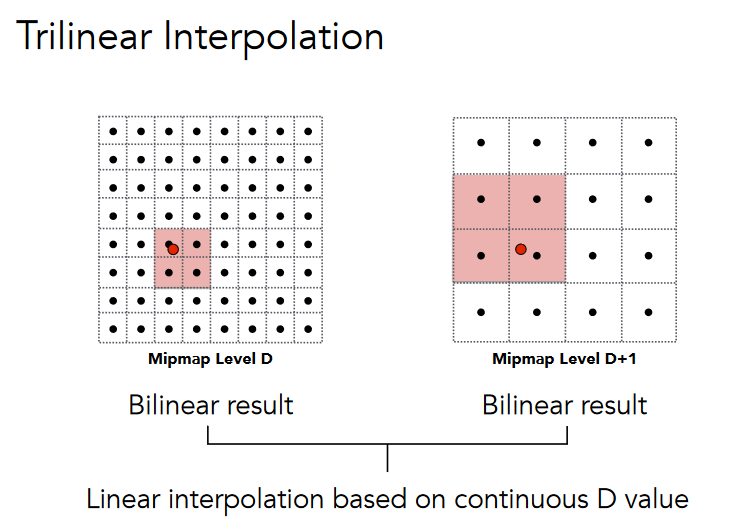 Trilinear Interpolation
Mipmap Level D
Mipmap Level D+1
Bilinear result
Bilinear result
Linear interpolation based on continuous D value